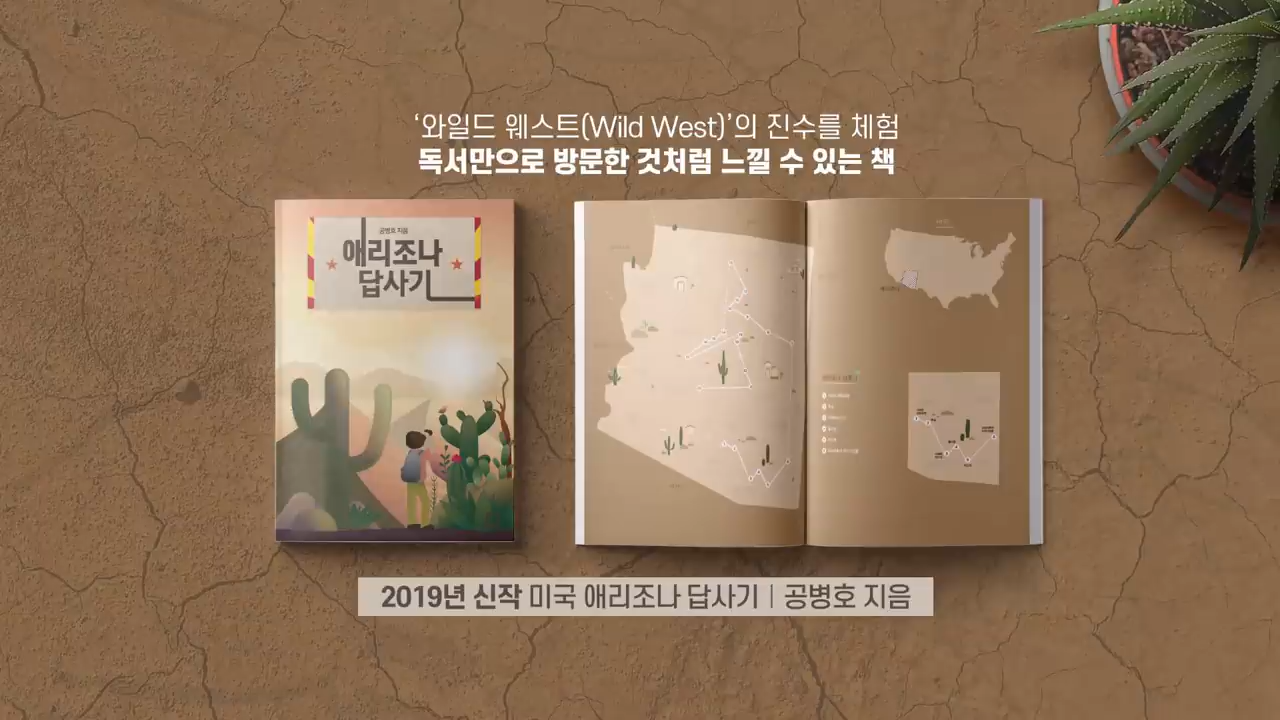 ‘와일드 웨스트(Wild West)’의 진수를 체험
독서만으로 방문한 것처럼 느낄 수 있는 책
공병호 지음
애리조나
답사기
2019년 신작 미국 애리조나 답사기 | 공병호 지음